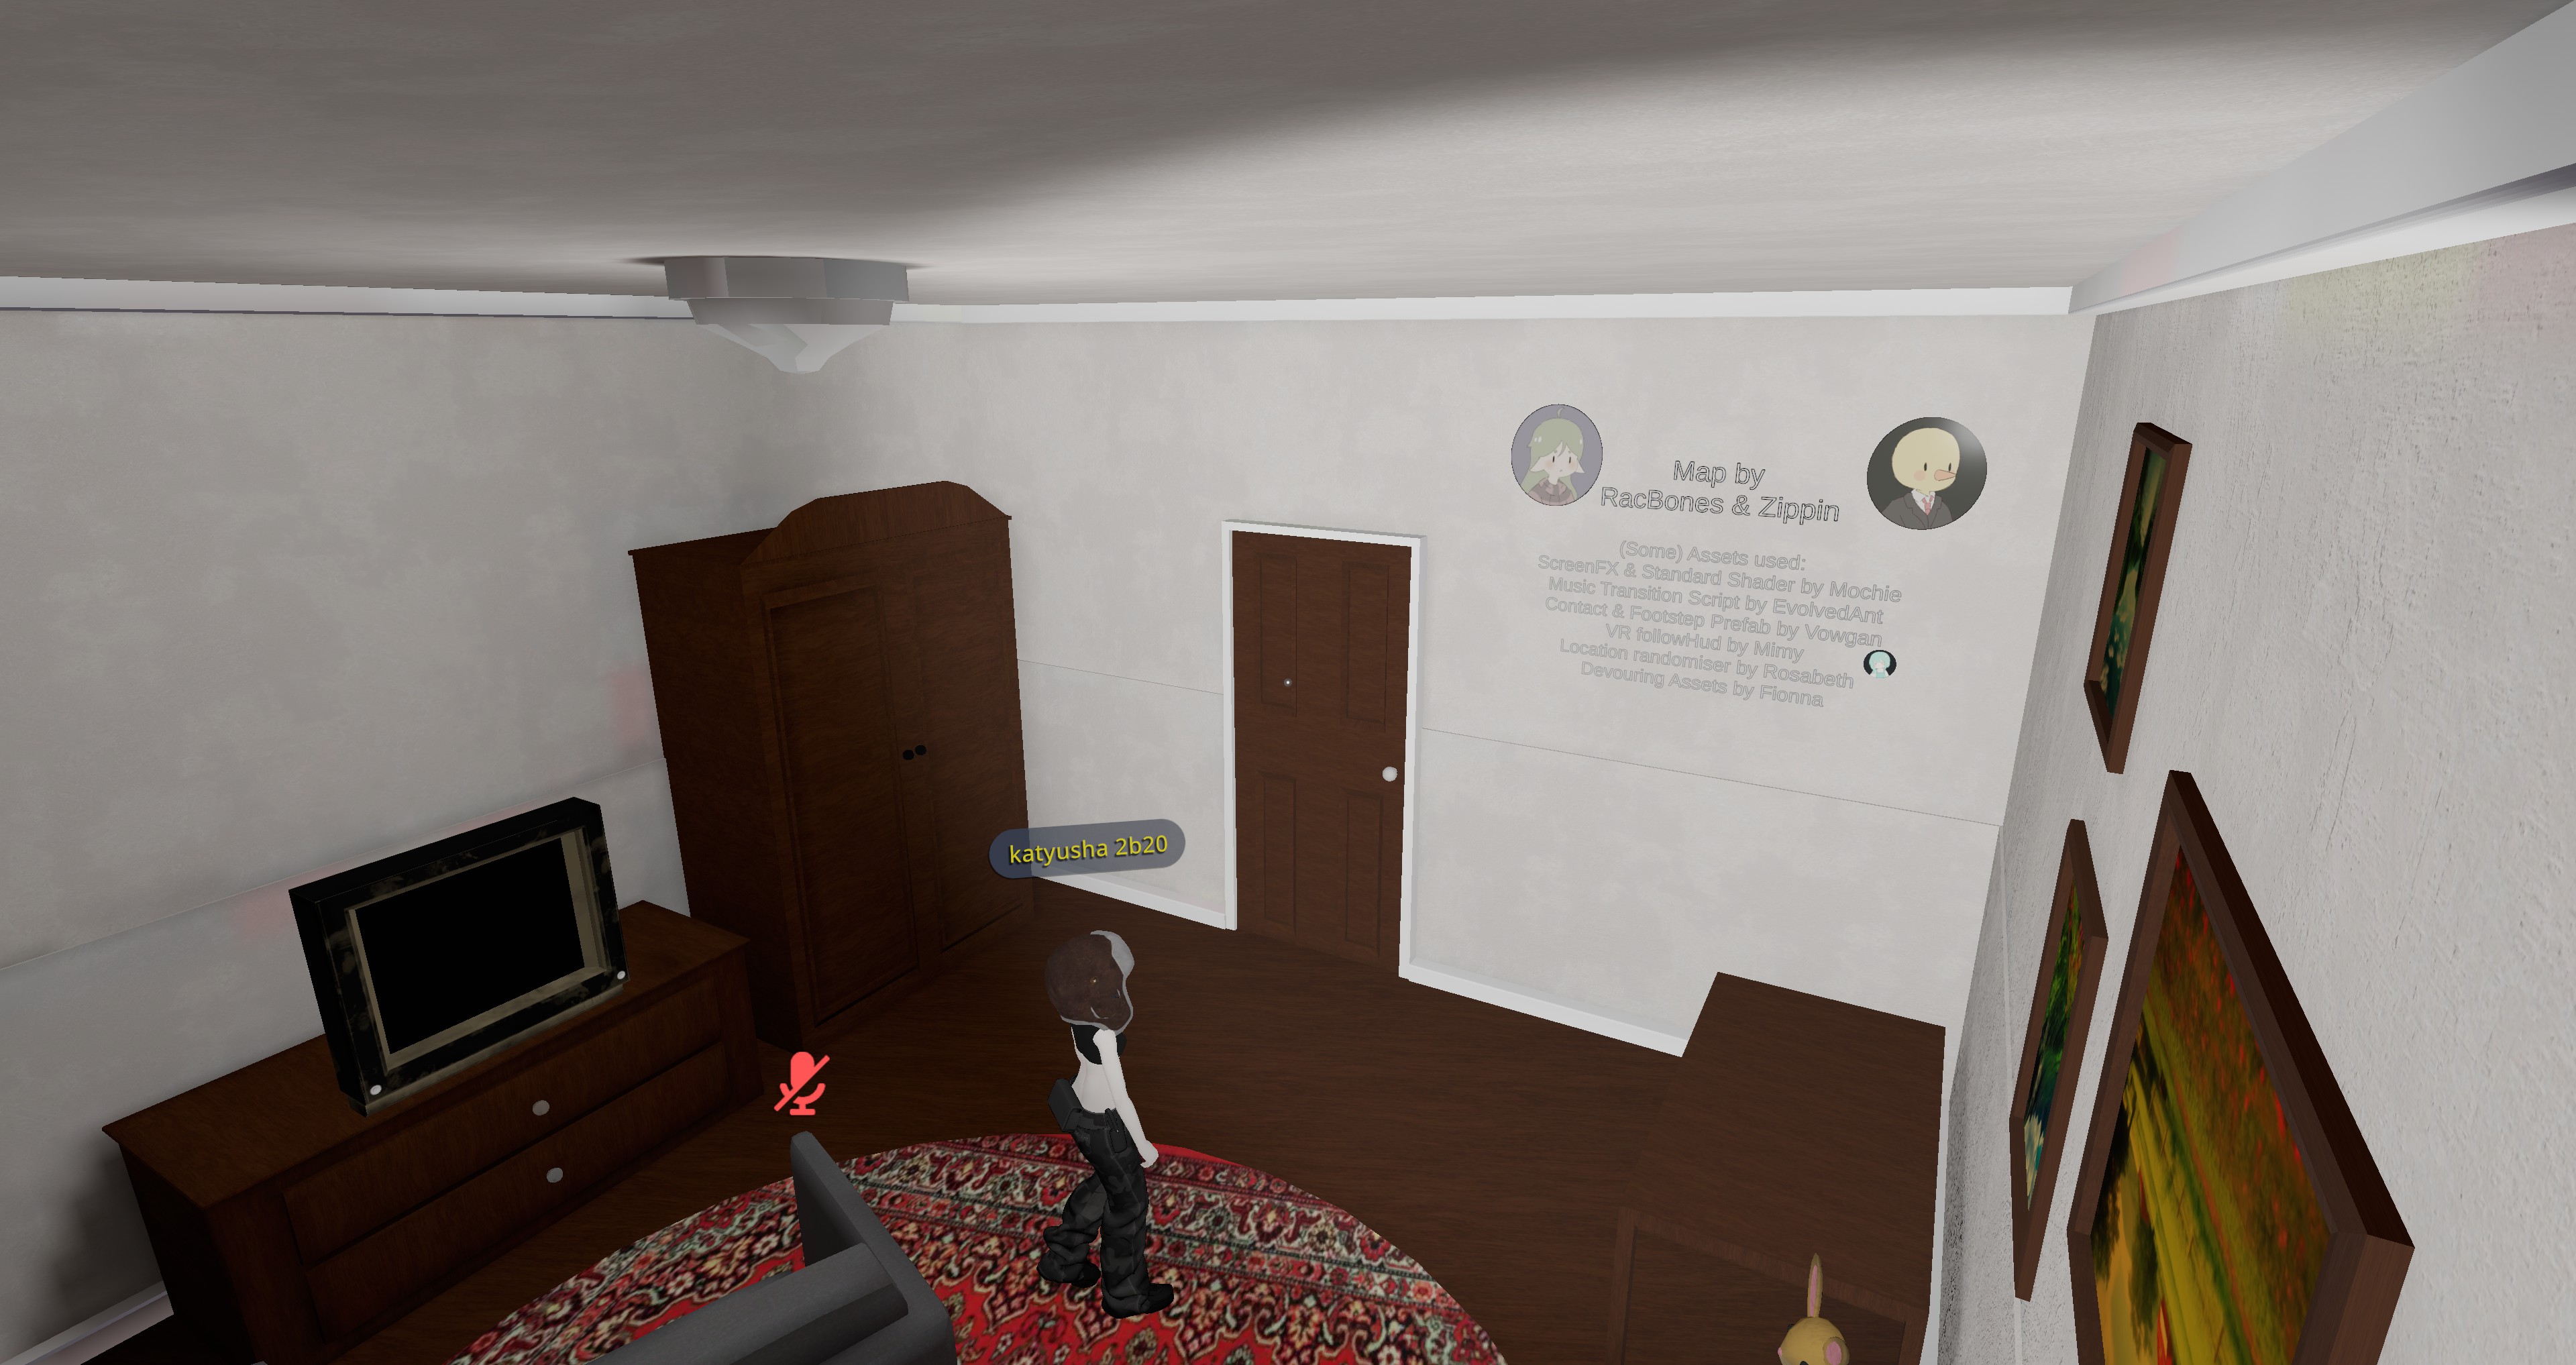 Map by
RacBones & Zippin
(Some) Assets used:
ScreenFX & Standard Shader by Mochie
Music Transition Script by EvolvedAnt
Contact & Footstep Prefab by Vowgan
VR followHud by Mimy
Location randomiser by Rosabeth
Devouring Assets by Fionna
katyusha 2b20